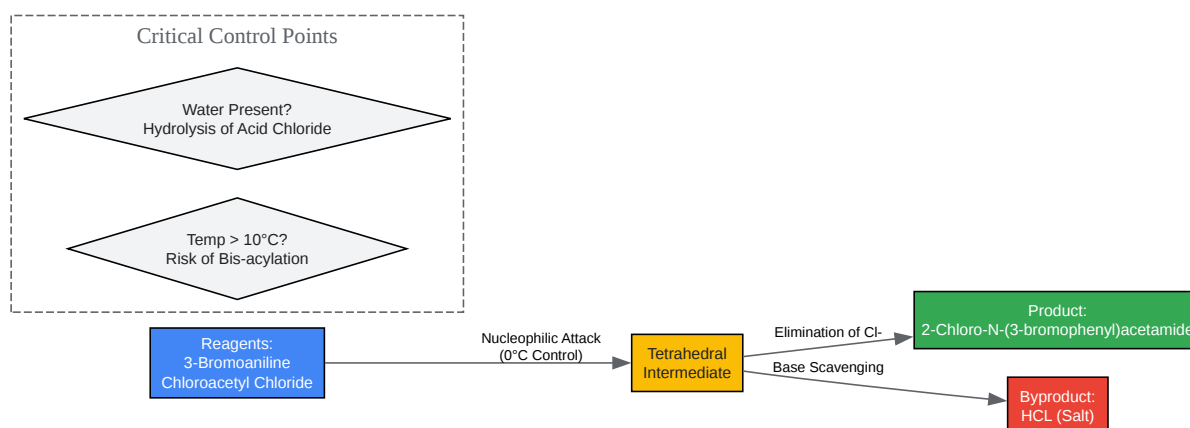 Critical Control Points
Water Present?
Hydrolysis of Acid Chloride
Temp > 10°C?
Risk of Bis-acylation
Reagents:
3-Bromoaniline
Chloroacetyl Chloride
Nucleophilic Attack
(0°C Control)
Tetrahedral
Intermediate
Elimination of Cl-
Base Scavenging
Product:
2-Chloro-N-(3-bromophenyl)acetamide
Byproduct:
HCL (Salt)